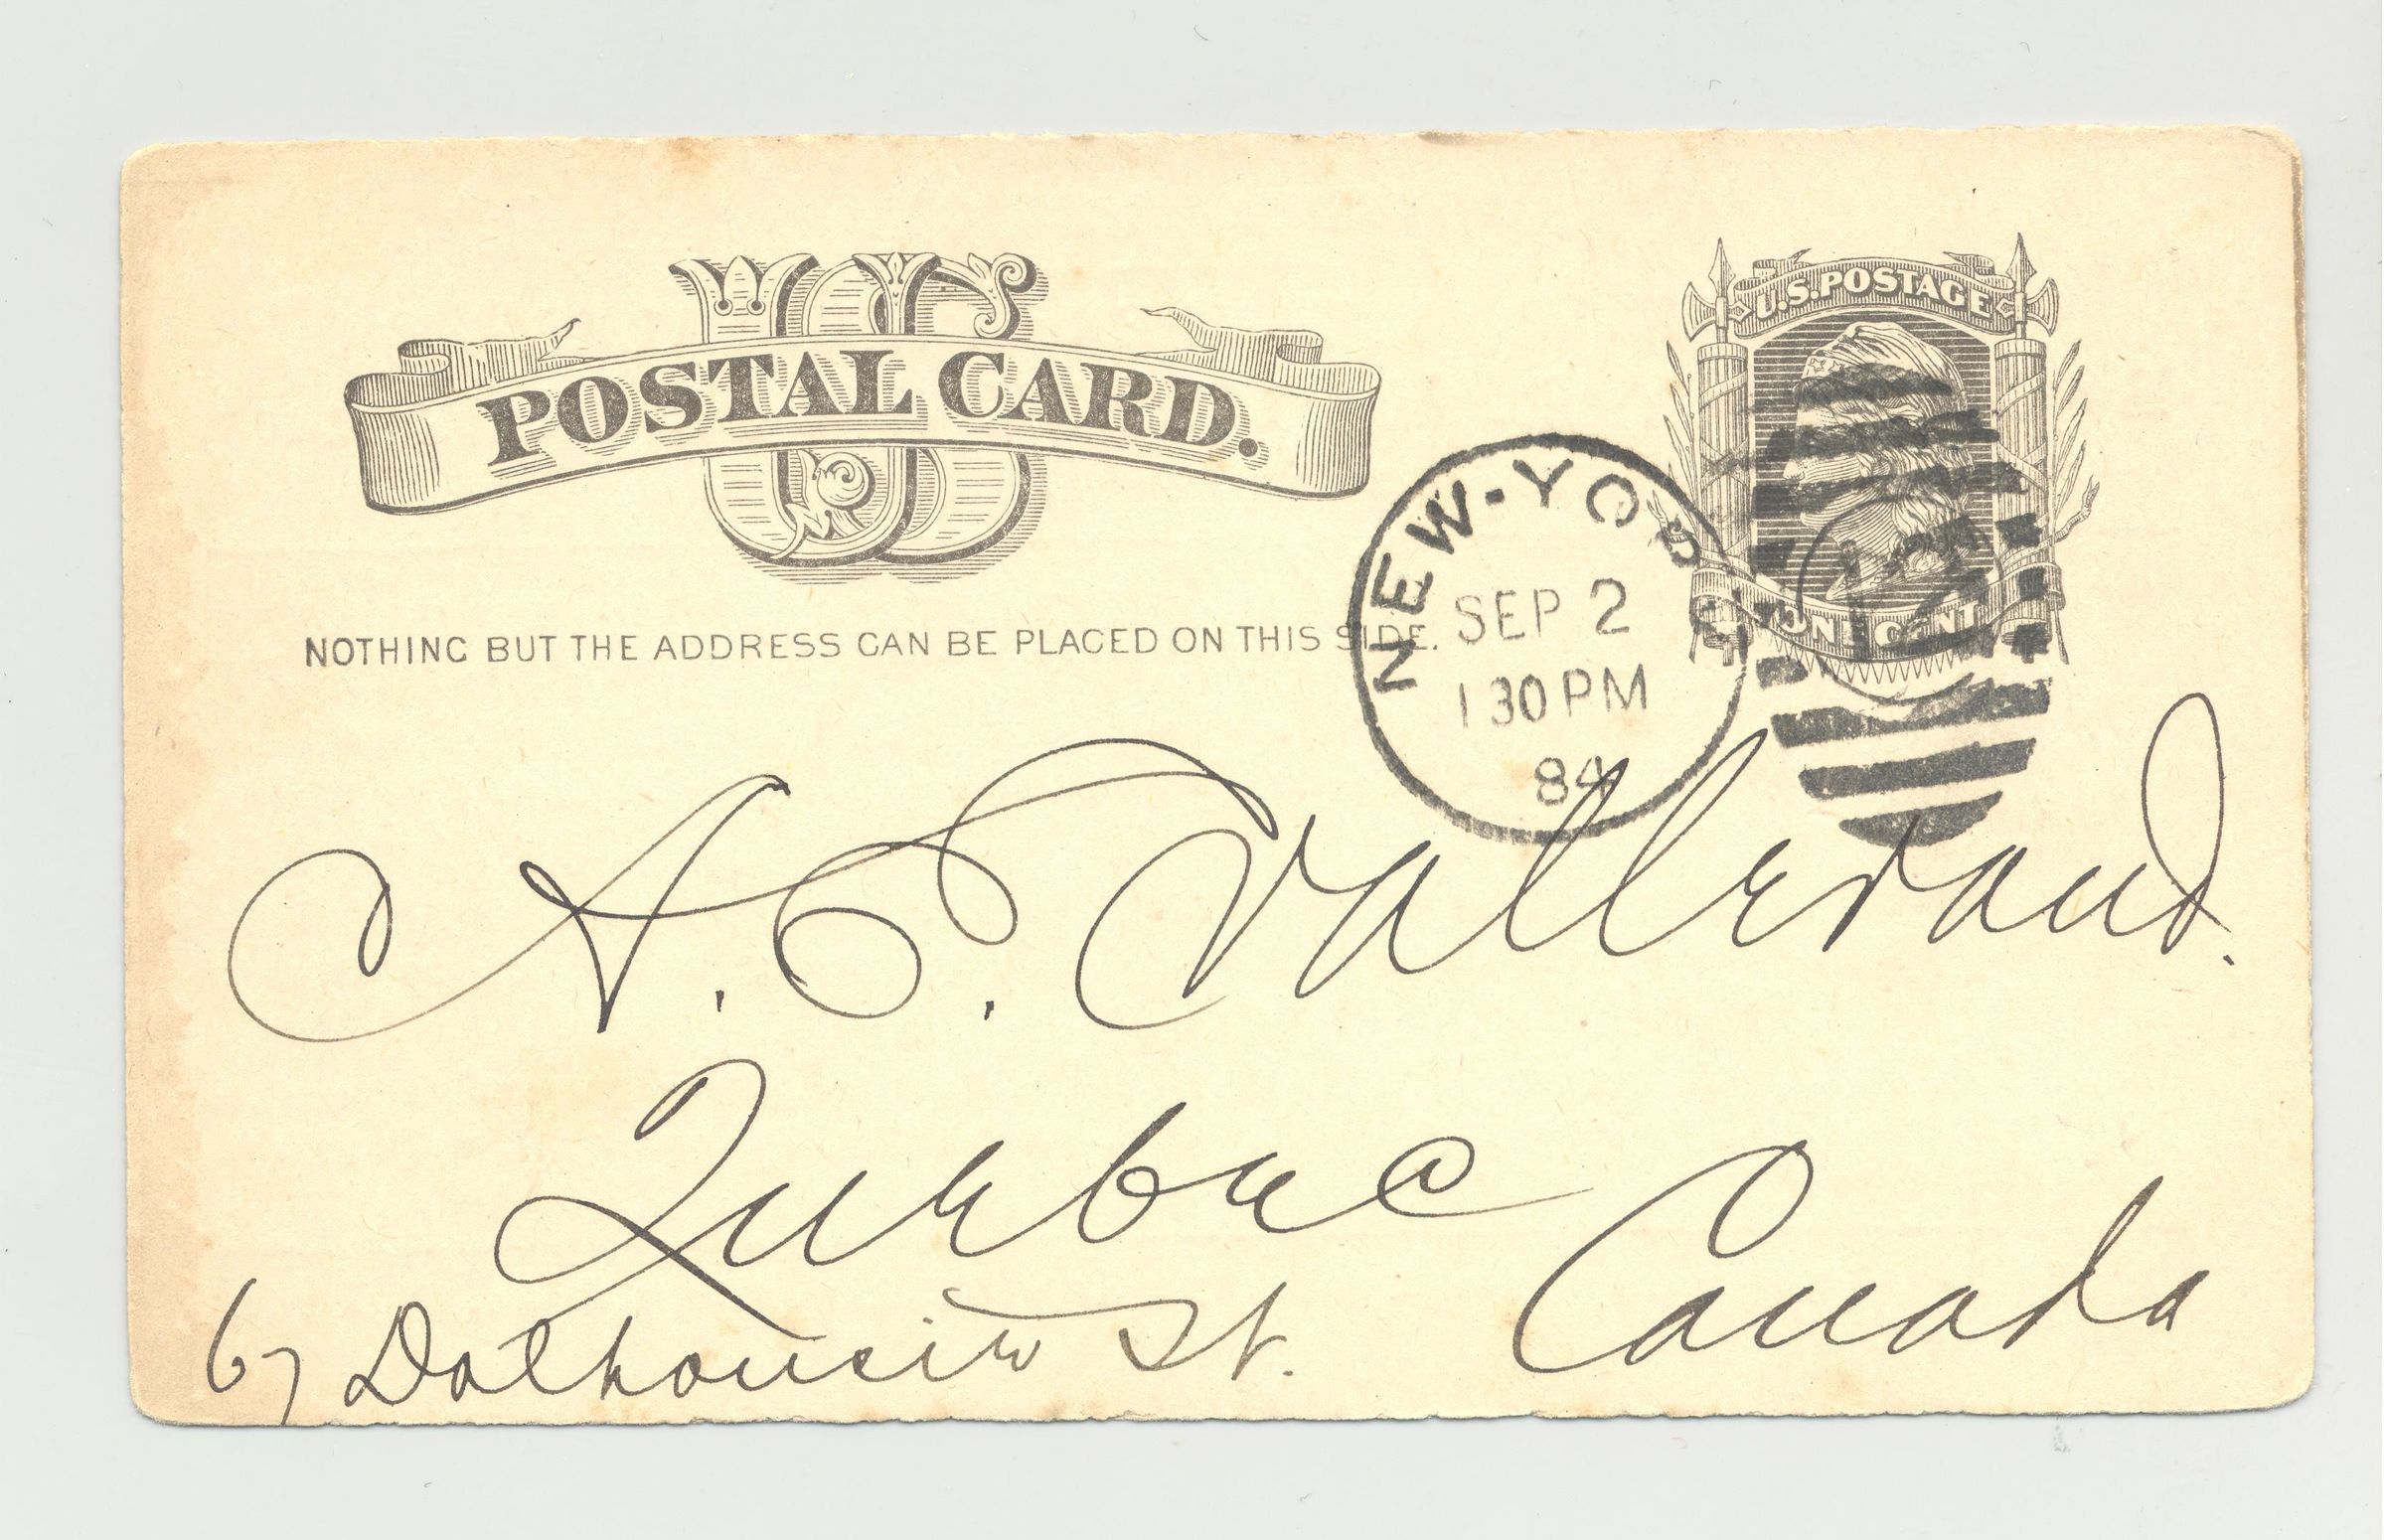 US
POSTAL CARD.
U.S. POSTAGE
ONE CENT
NOTHING BUT THE ADDRESS CAN BE PLACED ON THIS SIDE.
NEW-YORK
SEP 2
1 30 PM
84
Vallerand.
Quebec
Canada
67 Dalhousie St.